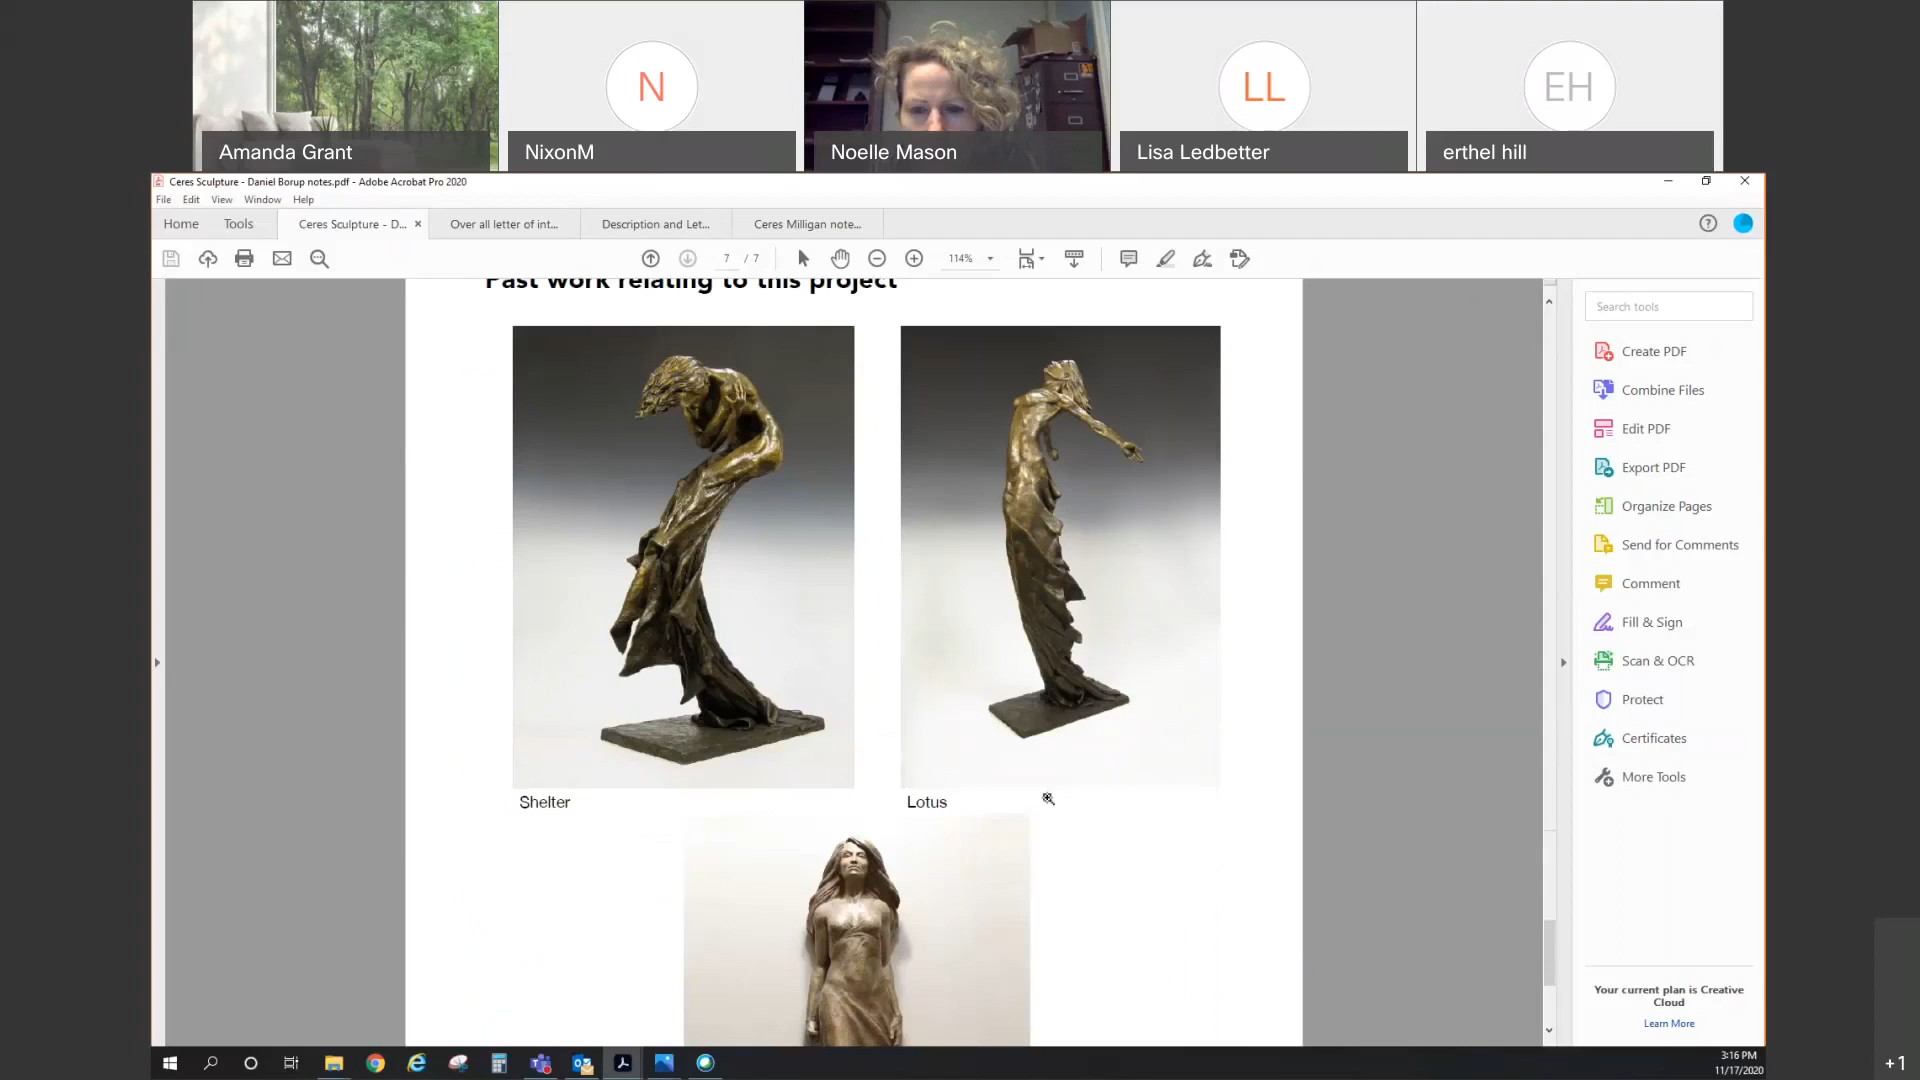 N
LL
EH
Amanda Grant
NixonM
Noelle Mason
Lisa Ledbetter
erthel hill
Ceres Sculpture - Daniel Borup notes.pdf - Adobe Acrobat Pro 2020
File Edit View Window Help
Home Tools Ceres Sculpture - D... × Over all letter of int... Description and Let... Ceres Milligan note...
7 / 7 114%
Past work relating to this project
Shelter
Lotus
Search tools
Create PDF
Combine Files
Edit PDF
Export PDF
Organize Pages
Send for Comments
Comment
Fill & Sign
Scan & OCR
Protect
Certificates
More Tools
Your current plan is Creative
Cloud
Learn More
3:16 PM
11/17/2020
+1